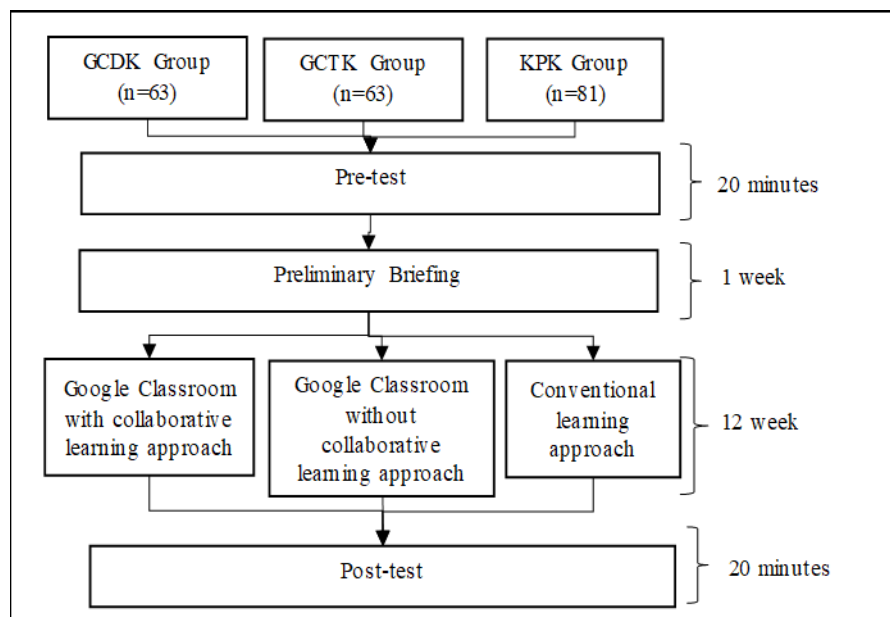 GCDK Group
(n=63)
GCTK Group
(n=63)
KPK Group
(n=81)
Pre-test
20 minutes
Preliminary Briefing
1 week
Google Classroom
with collaborative
learning approach
Google Classroom
without
collaborative
learning approach
Conventional
learning
approach
12 week
Post-test
20 minutes